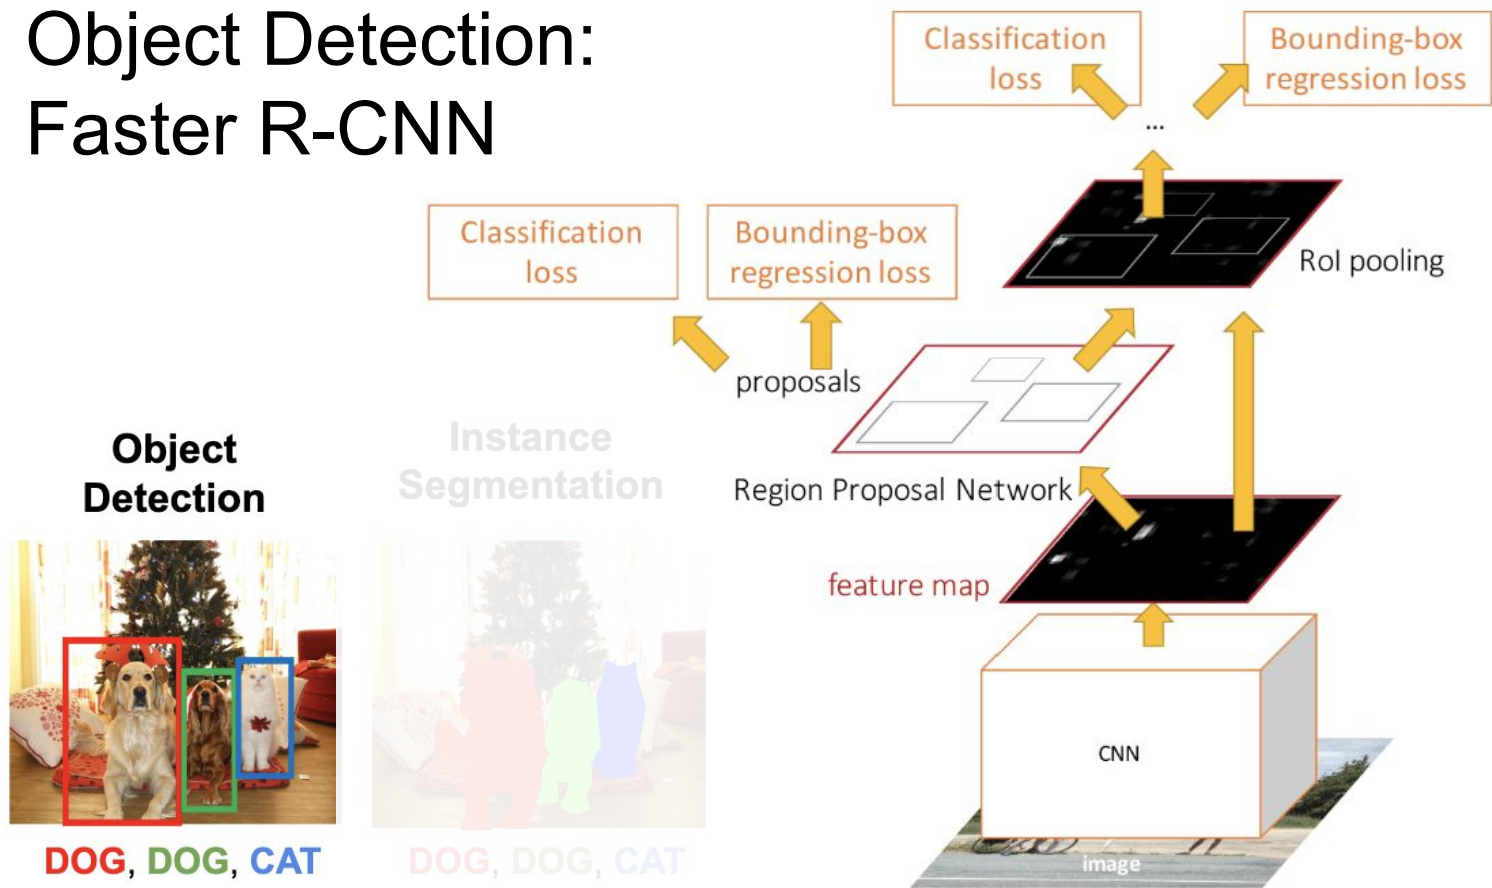 Object Detection:
Faster R-CNN
Classification
loss
Bounding-box
regression loss
...
Classification
loss
Bounding-box
regression loss
RoI pooling
proposals
Region Proposal Network
feature map
CNN
image
Object
Detection
DOG, DOG, CAT
Instance
Segmentation
DOG, DOG, CAT